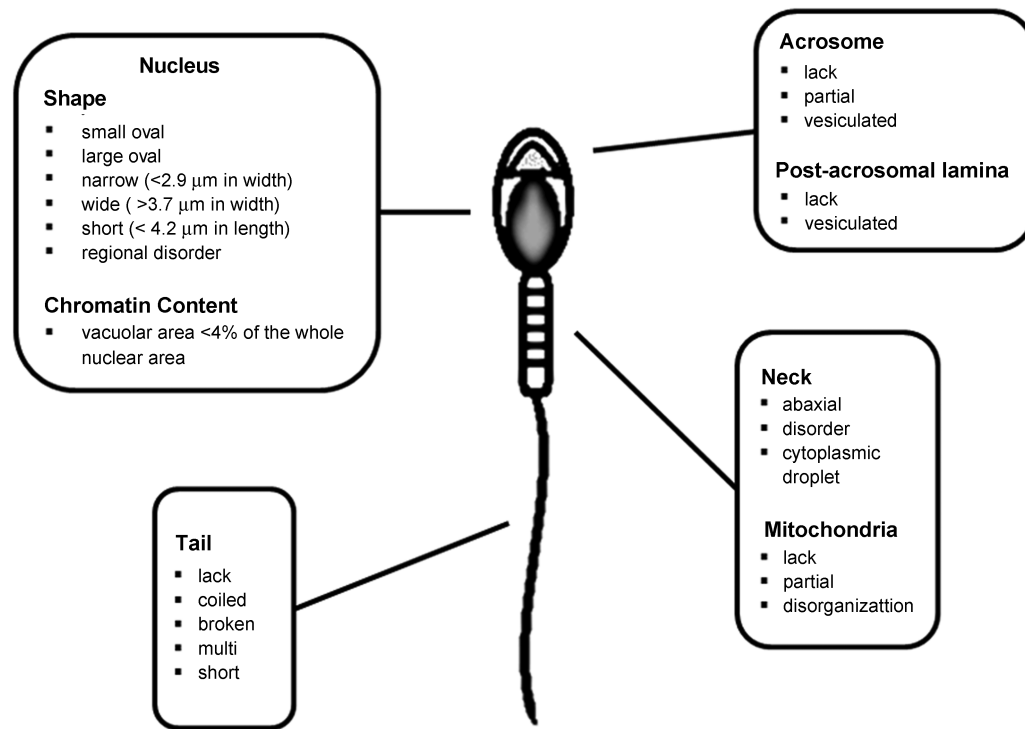 Nucleus
Shape
small oval
large oval
narrow (<2.9 µm in width)
wide ( >3.7 µm in width)
short (< 4.2 µm in length)
regional disorder
Chromatin Content
vacuolar area <4% of the whole
nuclear area
Acrosome
lack
partial
vesiculated
Post-acrosomal lamina
lack
vesiculated
Neck
abaxial
disorder
cytoplasmic
droplet
Mitochondria
lack
partial
disorganizattion
Tail
lack
coiled
broken
multi
short